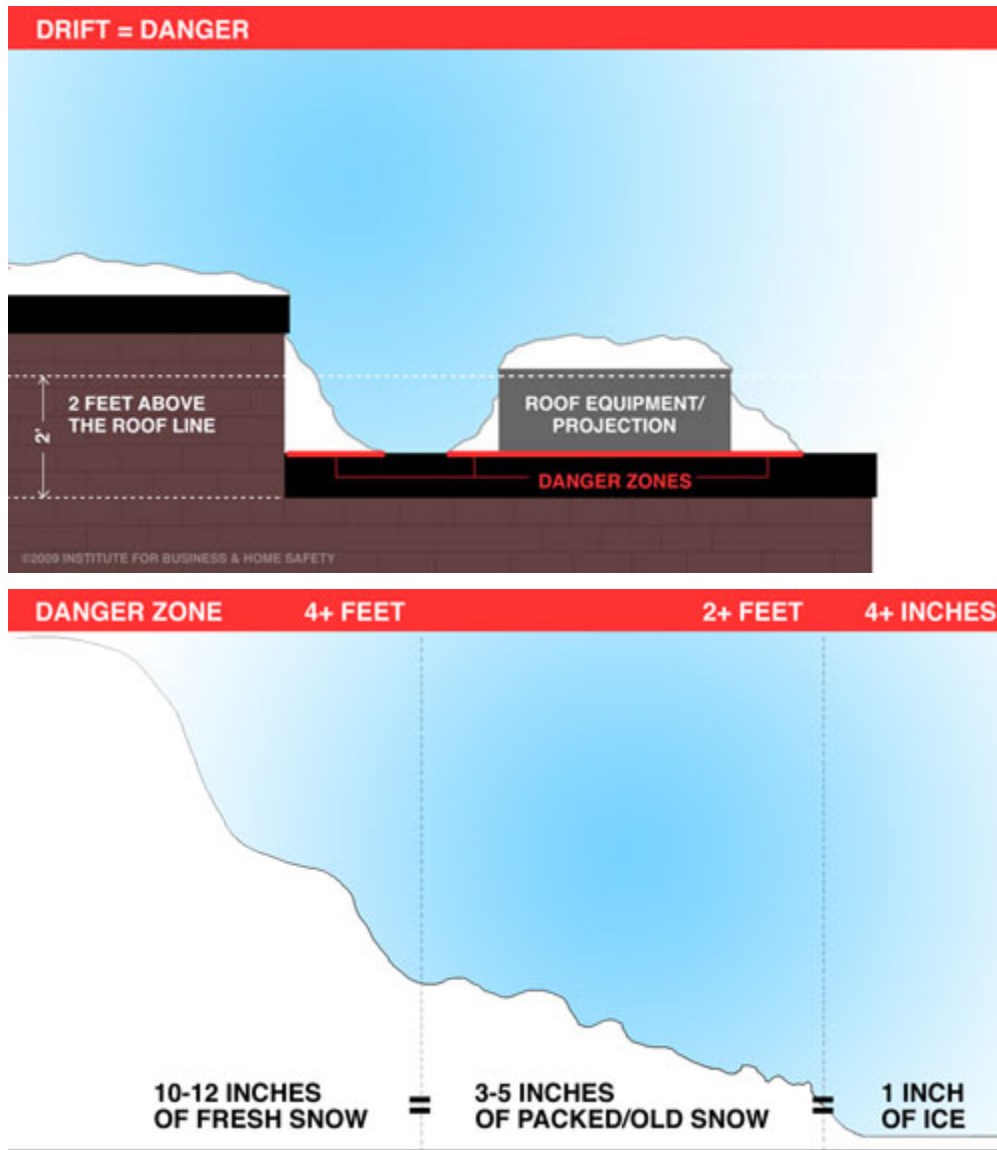 DRIFT = DANGER
2 FEET ABOVE
THE ROOF LINE
2'
ROOF EQUIPMENT/
PROJECTION
DANGER ZONES
©2009 INSTITUTE FOR BUSINESS & HOME SAFETY
DANGER ZONE 4+ FEET 2+ FEET 4+ INCHES
10-12 INCHES
OF FRESH SNOW
=
3-5 INCHES
OF PACKED/OLD SNOW
=
1 INCH
OF ICE